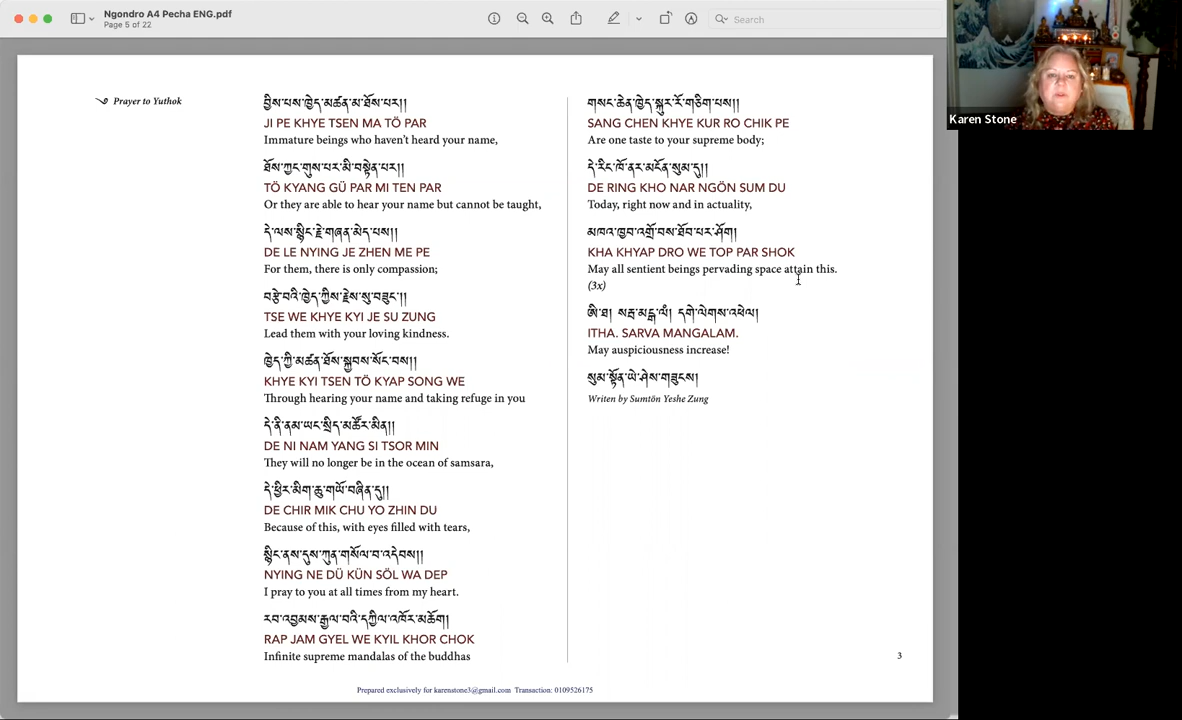 Ngondro A4 Pecha ENG.pdf
Page 5 of 22
Search
Karen Stone
Prayer to Yuthok
བྱིས་པས་ཁྱེད་མཚན་མ་ཐོས་པར།།
JI PE KHYE TSEN MA TÖ PAR
Immature beings who haven't heard your name,
ཐོས་ཀྱང་གུས་པར་མི་བསྟེན་པར།།
TÖ KYANG GÜ PAR MI TEN PAR
Or they are able to hear your name but cannot be taught,
དེ་ལས་སྙིང་རྗེ་གཞན་མེད་པས།།
DE LE NYING JE ZHEN ME PE
For them, there is only compassion;
བརྩེ་བའི་ཁྱེད་ཀྱིས་རྗེས་སུ་བཟུང་།།
TSE WE KHYE KYI JE SU ZUNG
Lead them with your loving kindness.
ཁྱེད་ཀྱི་མཚན་ཐོས་སྐྱབས་སོང་བས།།
KHYE KYI TSEN TÖ KYAP SONG WE
Through hearing your name and taking refuge in you
དེ་ནི་ནམ་ཡང་སྲིད་མཚོར་མིན།།
DE NI NAM YANG SI TSOR MIN
They will no longer be in the ocean of samsara,
དེ་ཕྱིར་མིག་ཆུ་གཡོ་བཞིན་དུ།།
DE CHIR MIK CHU YO ZHIN DU
Because of this, with eyes filled with tears,
སྙིང་ནས་དུས་ཀུན་གསོལ་བ་འདེབས།།
NYING NE DÜ KÜN SÖL WA DEP
I pray to you at all times from my heart.
རབ་འབྱམས་རྒྱལ་བའི་དཀྱིལ་འཁོར་མཆོག།
RAP JAM GYEL WE KYIL KHOR CHOK
Infinite supreme mandalas of the buddhas
གསང་ཆེན་ཁྱེད་སྐུར་རོ་གཅིག་པས།།
SANG CHEN KHYE KUR RO CHIK PE
Are one taste to your supreme body;
དེ་རིང་ཁོ་ནར་མངོན་སུམ་དུ།།
DE RING KHO NAR NGÖN SUM DU
Today, right now and in actuality,
མཁའ་ཁྱབ་འགྲོ་བས་ཐོབ་པར་ཤོག།
KHA KHYAP DRO WE TOP PAR SHOK
May all sentient beings pervading space attain this.
(3x)
ཨི་ཐ། སརྦ་མངྒ་ལཾ། དགེ་ལེགས་འཕེལ།
ITHA. SARVA MANGALAM.
May auspiciousness increase!
སུམ་སྟོན་ཡེ་ཤེས་གཟུངས།
Writen by Sumtön Yeshe Zung
3
Prepared exclusively for karenstone3@gmail.com Transaction: 0109526175